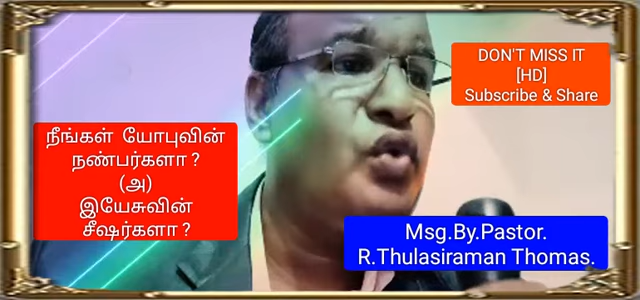 DON'T MISS IT
[HD]
Subscribe & Share
நீங்கள் யோபுவின்
நண்பர்களா ?
(அ)
இயேசுவின்
சீஷர்களா ?
Msg.By.Pastor.
R.Thulasiraman Thomas.